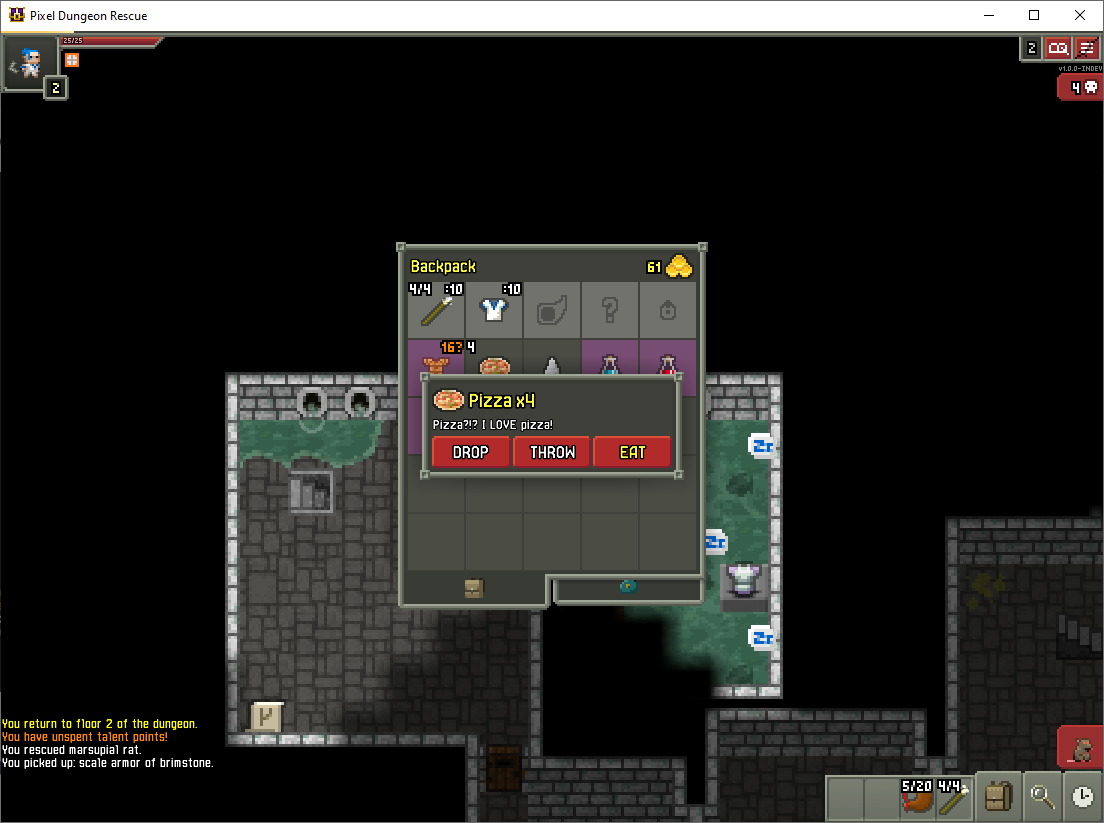 Pixel Dungeon Rescue
25/25
2
2
v1.0.0-INDEV
4
Backpack
61
4/4 :10 :10
16? 4
Pizza x4
Pizza?!? I LOVE pizza!
DROP THROW EAT
Zz
Zz
Zz
You return to floor 2 of the dungeon.
You have unspent talent points!
You rescued marsupial rat.
You picked up: scale armor of brimstone.
5/20 4/4